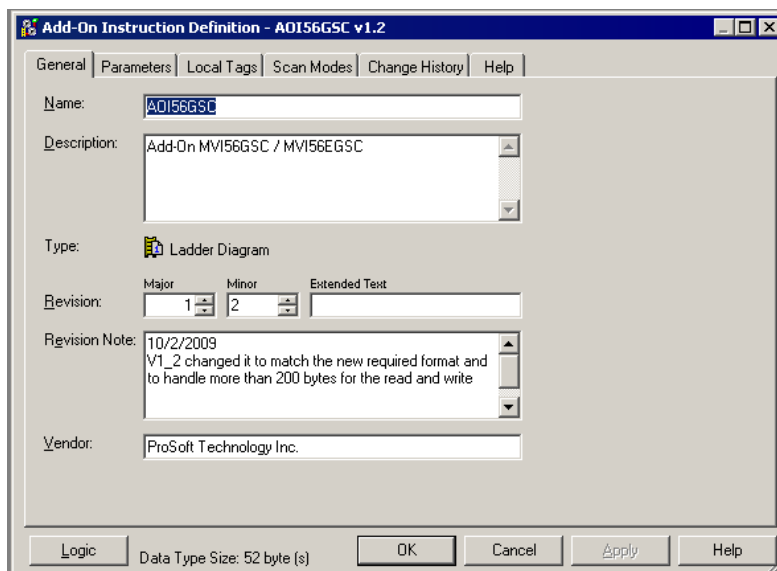 Add-On Instruction Definition - AOI56GSC v1.2
General Parameters Local Tags Scan Modes Change History Help
Name: AOI56GSC
Description: Add-On MVI56GSC / MVI56EGSC
Type: Ladder Diagram
Major Minor Extended Text
Revision: 1 2
Revision Note: 10/2/2009
V1_2 changed it to match the new required format and
to handle more than 200 bytes for the read and write
Vendor: ProSoft Technology Inc.
Logic Data Type Size: 52 byte (s) OK Cancel Apply Help